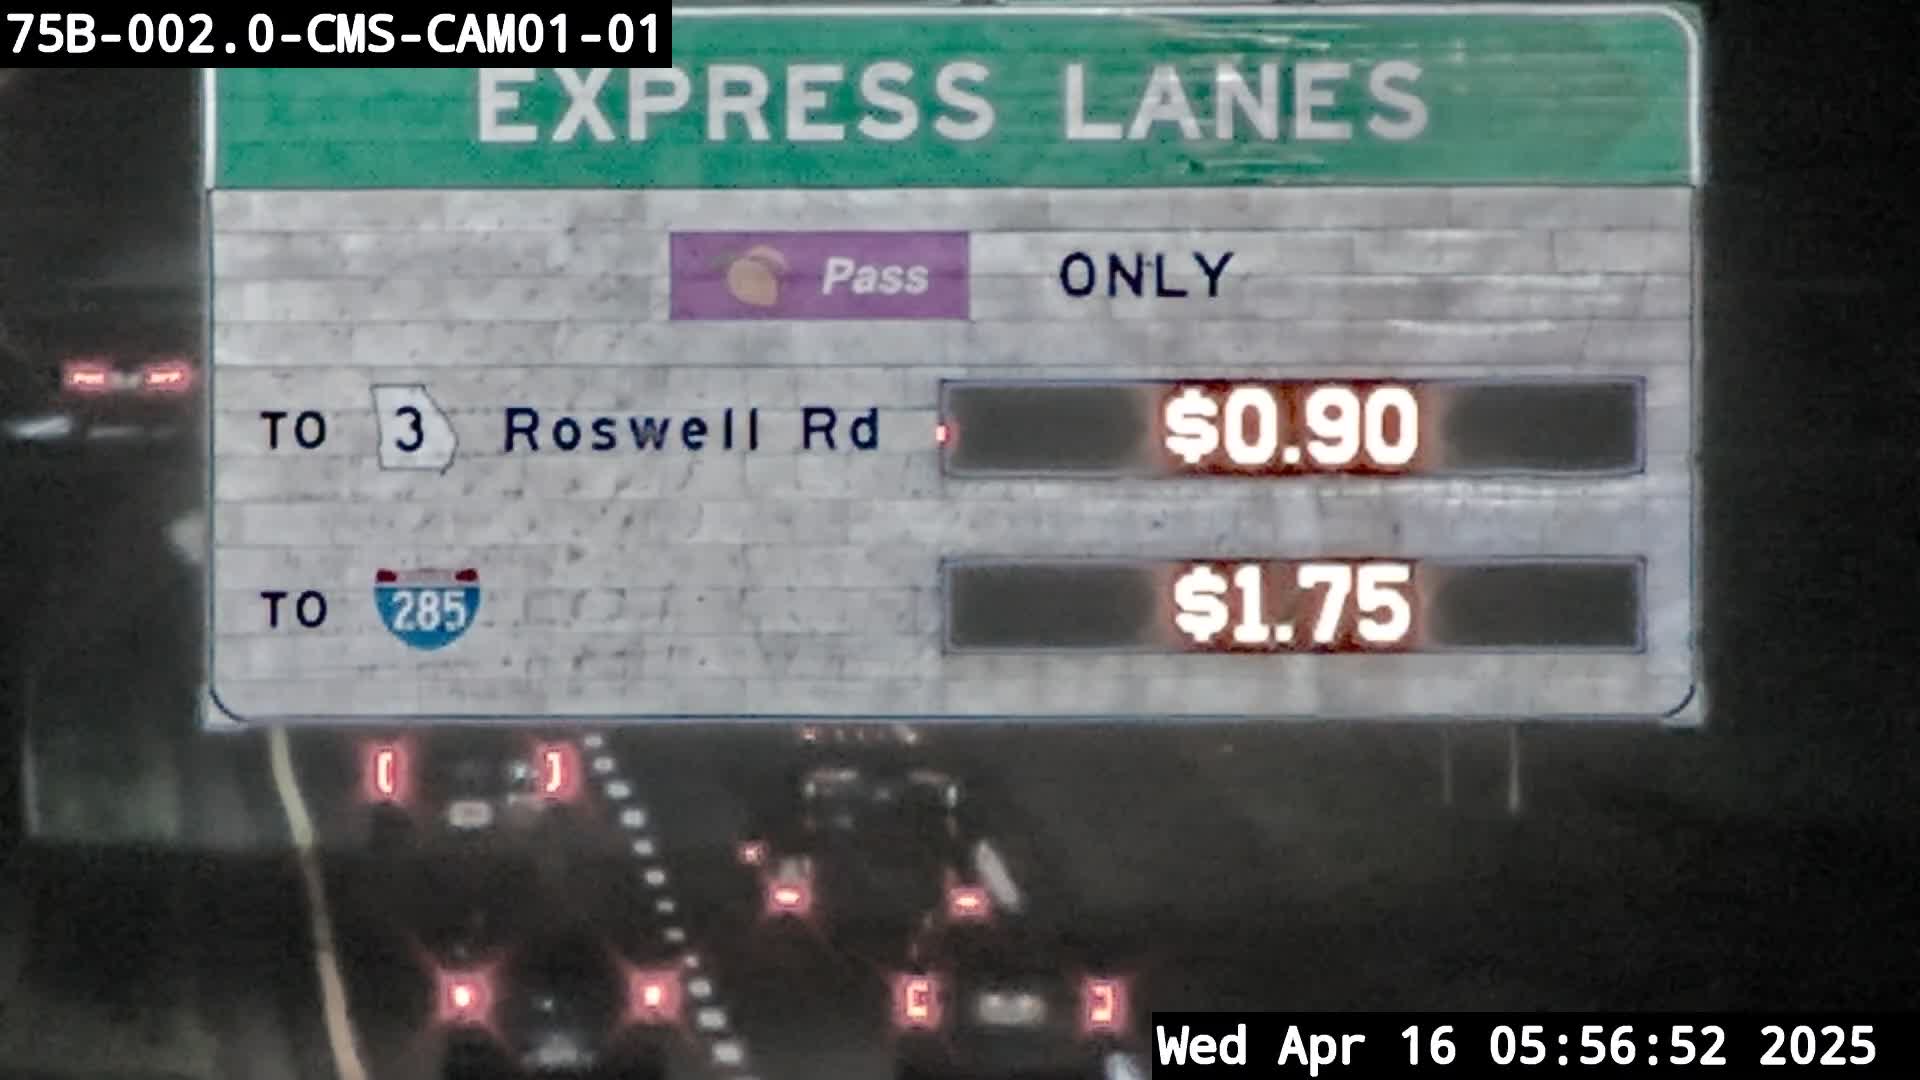 75B-002.0-CMS-CAM01-01
EXPRESS LANES
Pass ONLY
TO 3 Roswell Rd $0.90
TO 285 $1.75
Wed Apr 16 05:56:52 2025